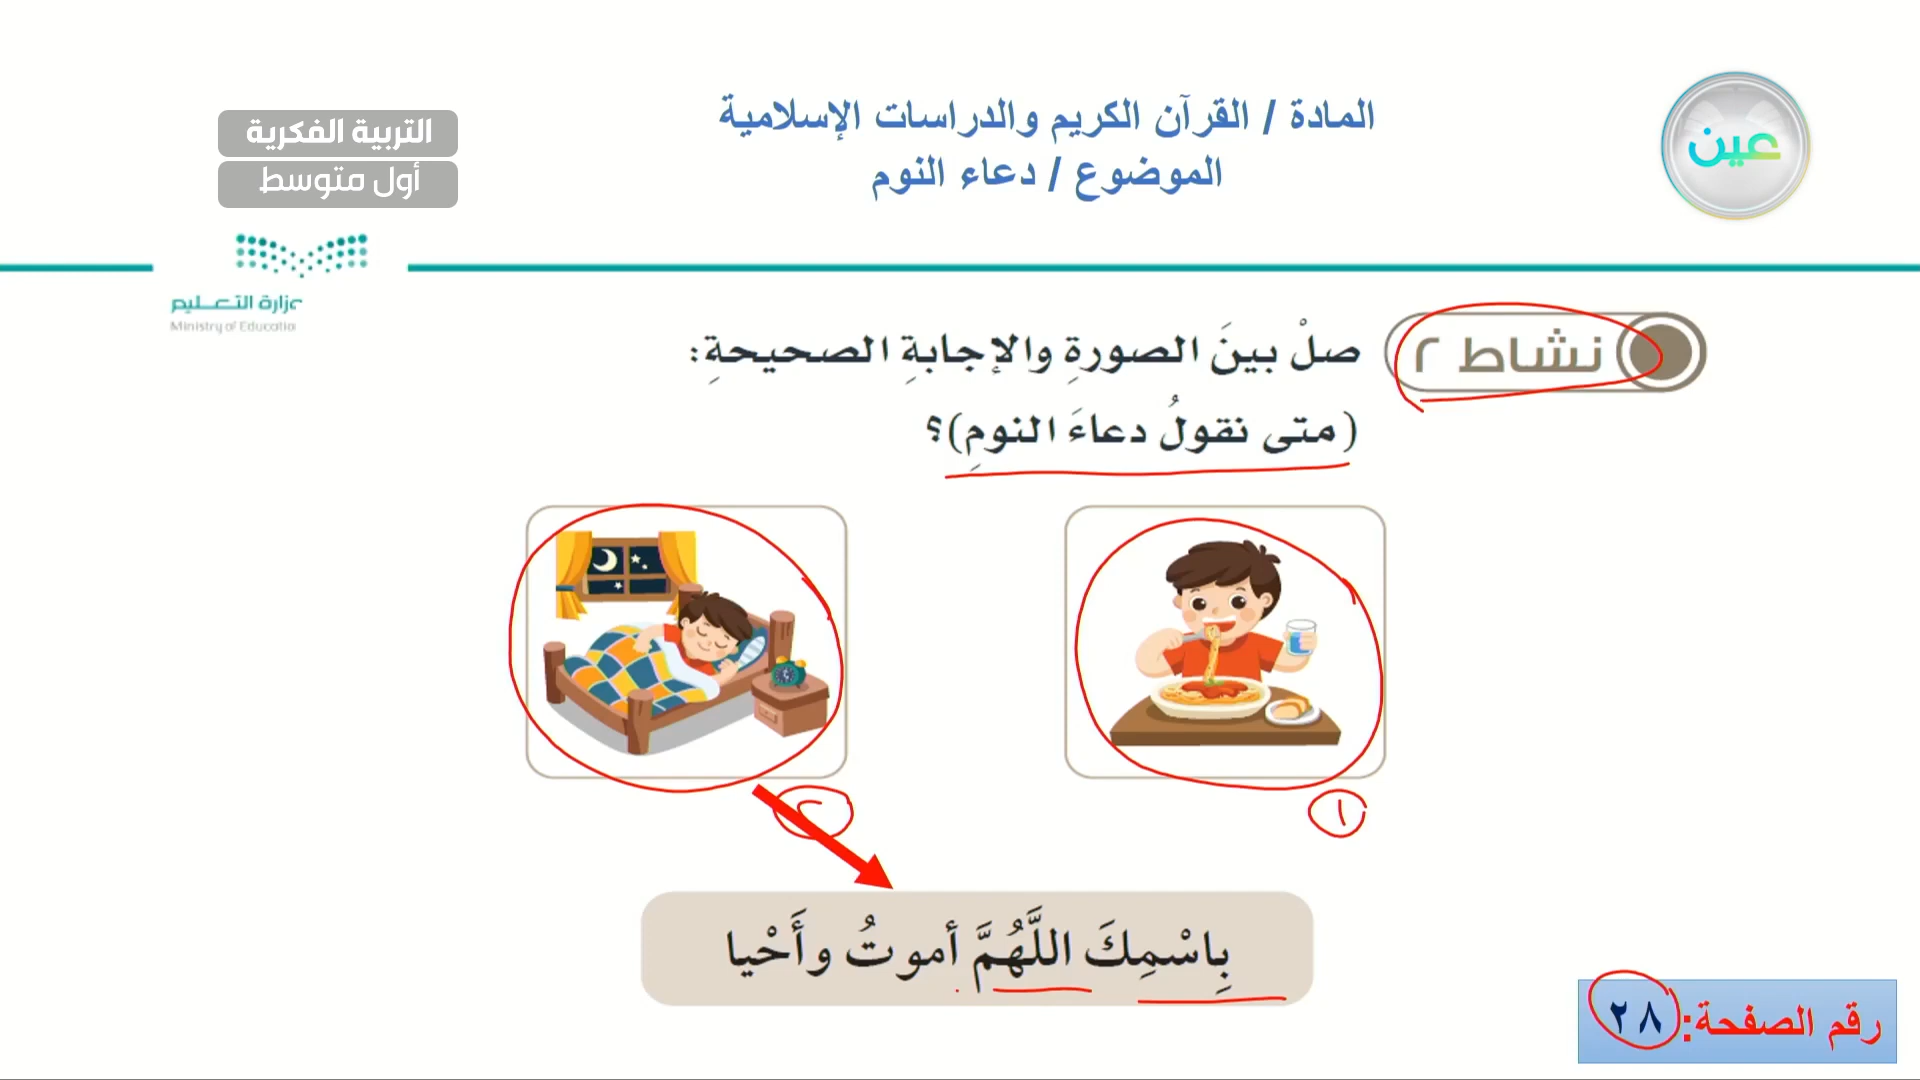 المادة / القرآن الكريم والدراسات الإسلامية
الموضوع / دعاء النوم
عين
التربية الفكرية
أول متوسط
وزارة التعليم
Ministry of Education
نشاط ٢
صلْ بينَ الصورةِ والإجابةِ الصحيحةِ:
(متى نقولُ دعاءَ النومِ)؟
١
٢
بِاسْمِكَ اللَّهُمَّ أموتُ وأَحْيا
رقم الصفحة: ٢٨